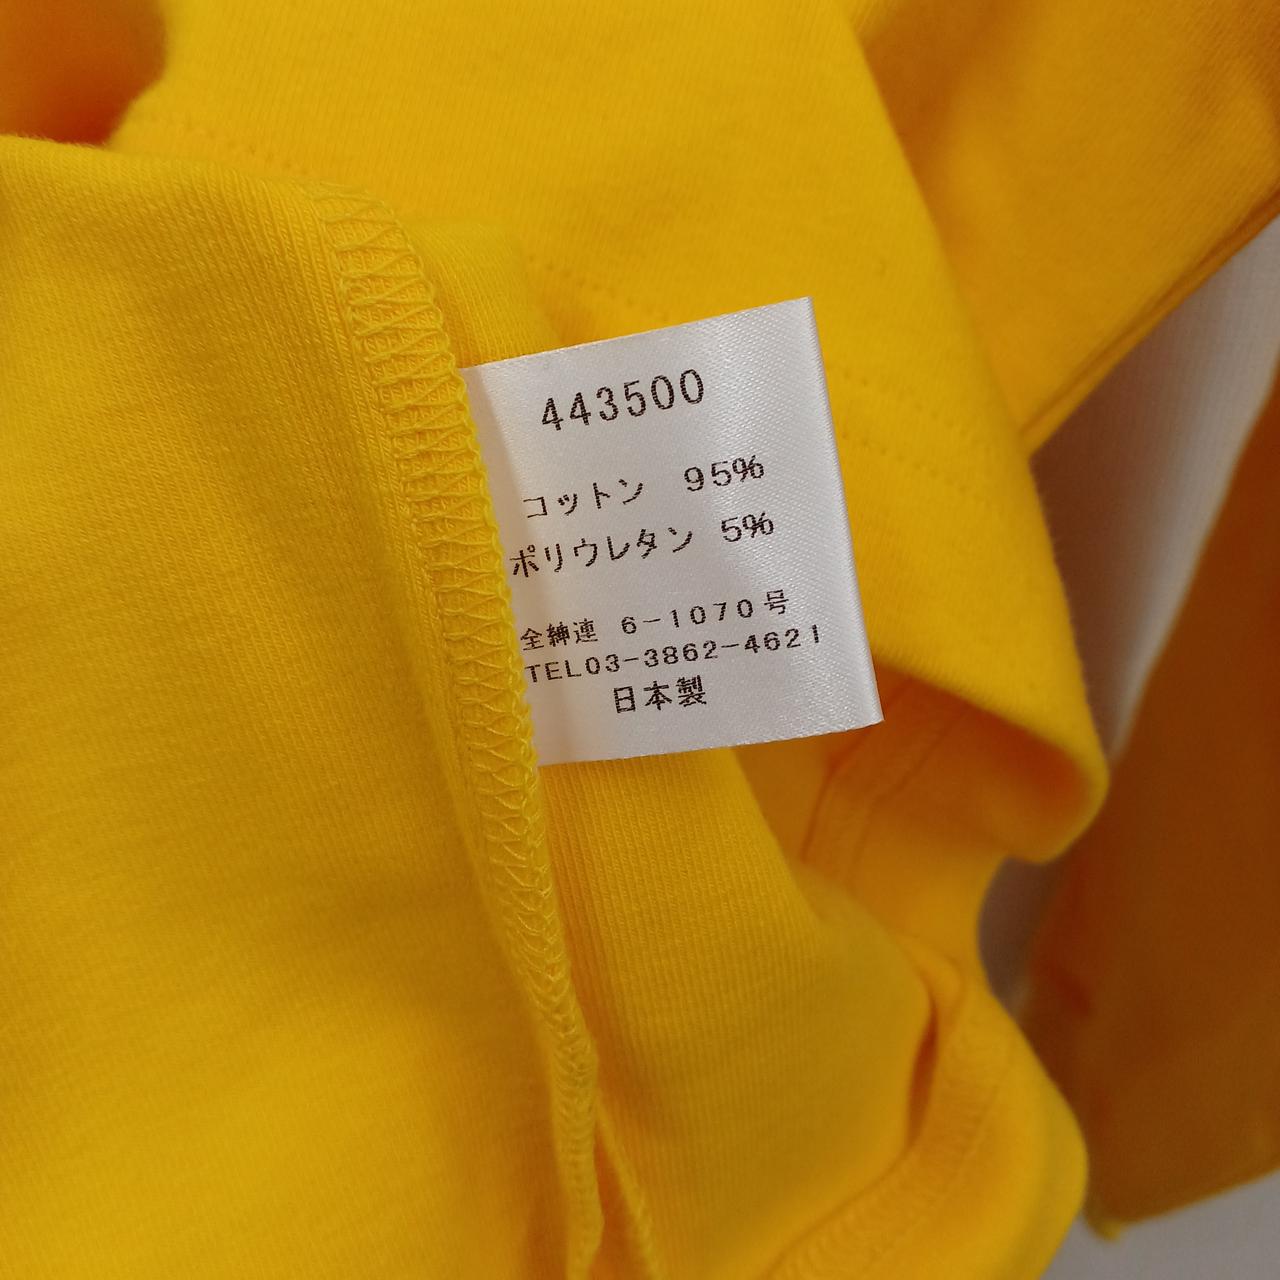 443500
コットン 95%
ポリウレタン 5%
全紳連 6-1070号
TEL03-3862-4621
日本製